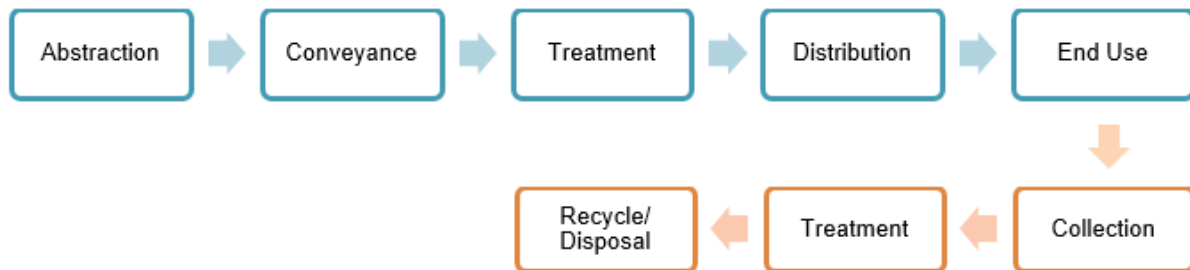 Abstraction
Conveyance
Treatment
Distribution
End Use
Collection
Treatment
Recycle/
Disposal